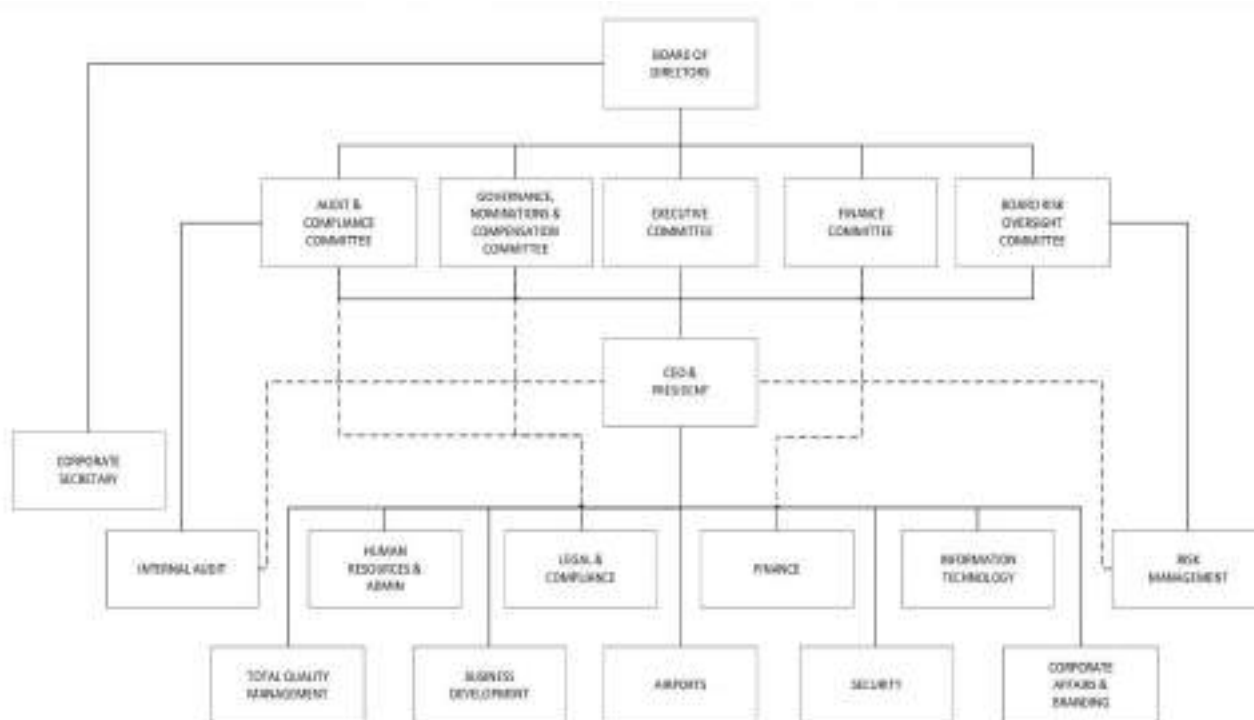 BOARD OF
DIRECTORS
AUDIT &
COMPLIANCE
COMMITTEE
GOVERNANCE,
NOMINATIONS &
COMPENSATION
COMMITTEE
EXECUTIVE
COMMITTEE
FINANCE
COMMITTEE
BOARD RISK
OVERSIGHT
COMMITTEE
CEO &
PRESIDENT
CORPORATE
SECRETARY
INTERNAL AUDIT
HUMAN
RESOURCES &
ADMIN
LEGAL &
COMPLIANCE
FINANCE
INFORMATION
TECHNOLOGY
RISK
MANAGEMENT
TOTAL QUALITY
MANAGEMENT
BUSINESS
DEVELOPMENT
AIRPORTS
SECURITY
CORPORATE
AFFAIRS &
BRANDING